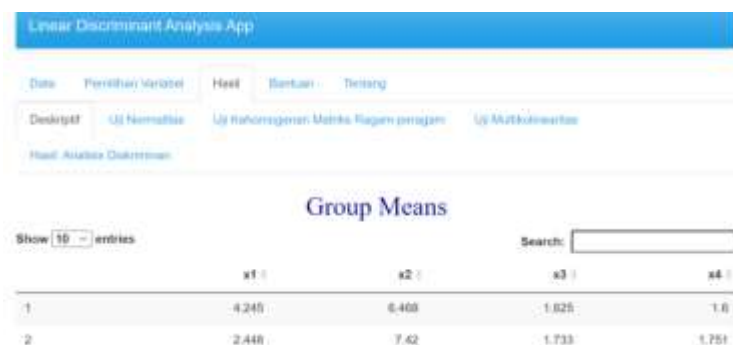 Linear Discriminant Analysis App
Data Pemilihan Variabel Hasil Bantuan Tentang
Deskriptif Uji Normalitas Uji Kehomogenan Matriks Ragam peragam Uji Multikolinearitas
Hasil Analisis Diskriminan
Group Means
Show 10 entries Search:
x1 x2 x3 x4
1 4.245 6.468 1.625 1.6
2 2.448 7.42 1.733 1.751